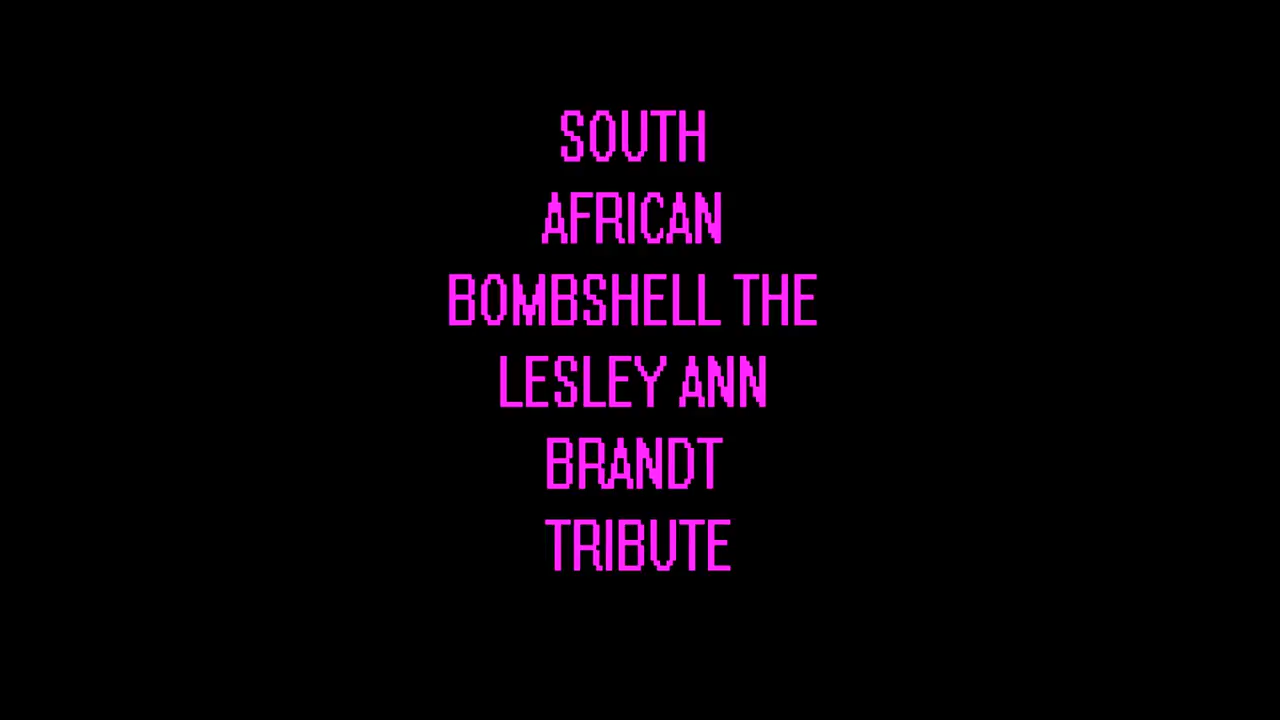 SOUTH
AFRICAN
BOMBSHELL THE
LESLEY ANN
BRANDT
TRIBUTE